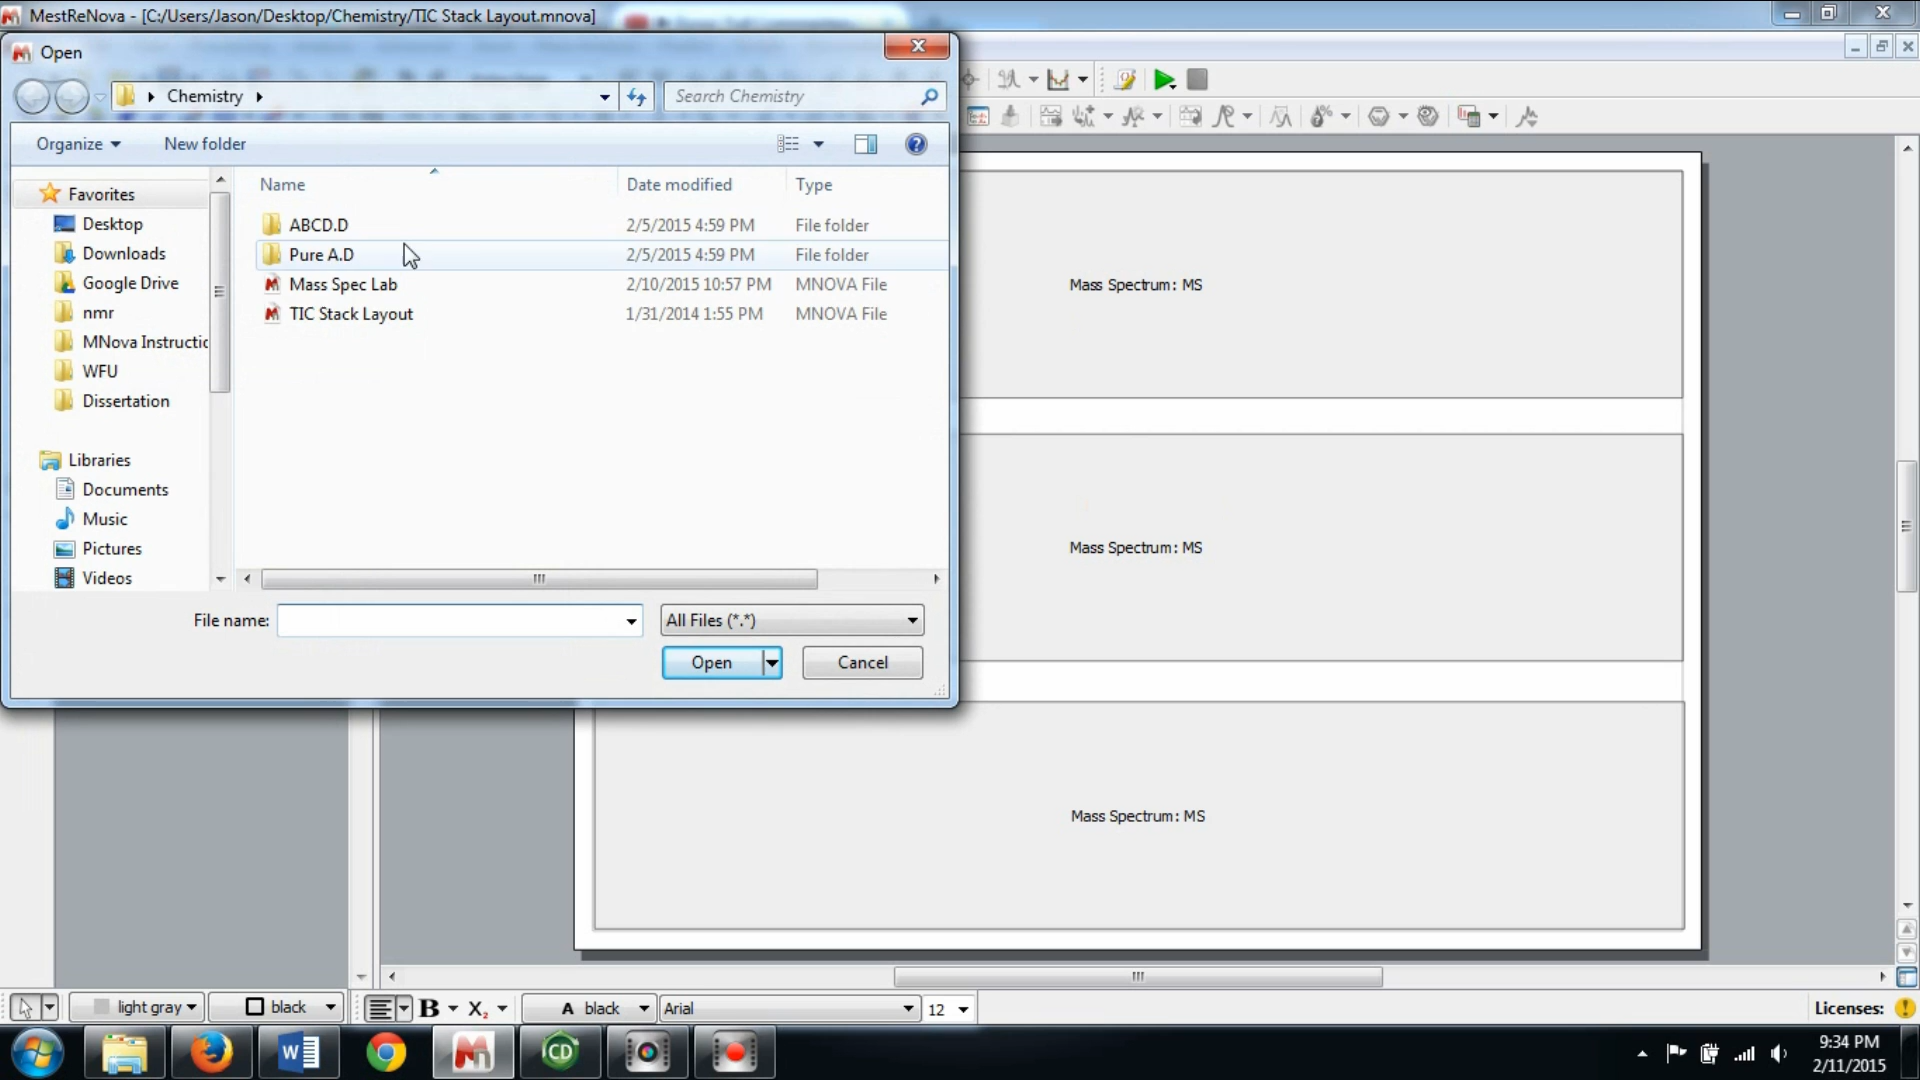 MestReNova - [C:/Users/Jason/Desktop/Chemistry/TIC Stack Layout.mnova]
Open
Chemistry
Search Chemistry
Organize
New folder
Name
Date modified
Type
Favorites
Desktop
Downloads
Google Drive
nmr
MNova Instructic
WFU
Dissertation
Libraries
Documents
Music
Pictures
Videos
ABCD.D 2/5/2015 4:59 PM File folder
Pure A.D 2/5/2015 4:59 PM File folder
Mass Spec Lab 2/10/2015 10:57 PM MNOVA File
TIC Stack Layout 1/31/2014 1:55 PM MNOVA File
File name:
All Files (*.*)
Open
Cancel
Mass Spectrum: MS
Mass Spectrum: MS
Mass Spectrum: MS
light gray
black
B
X2
A black
Arial
12
Licenses:
W
CD
9:34 PM
2/11/2015